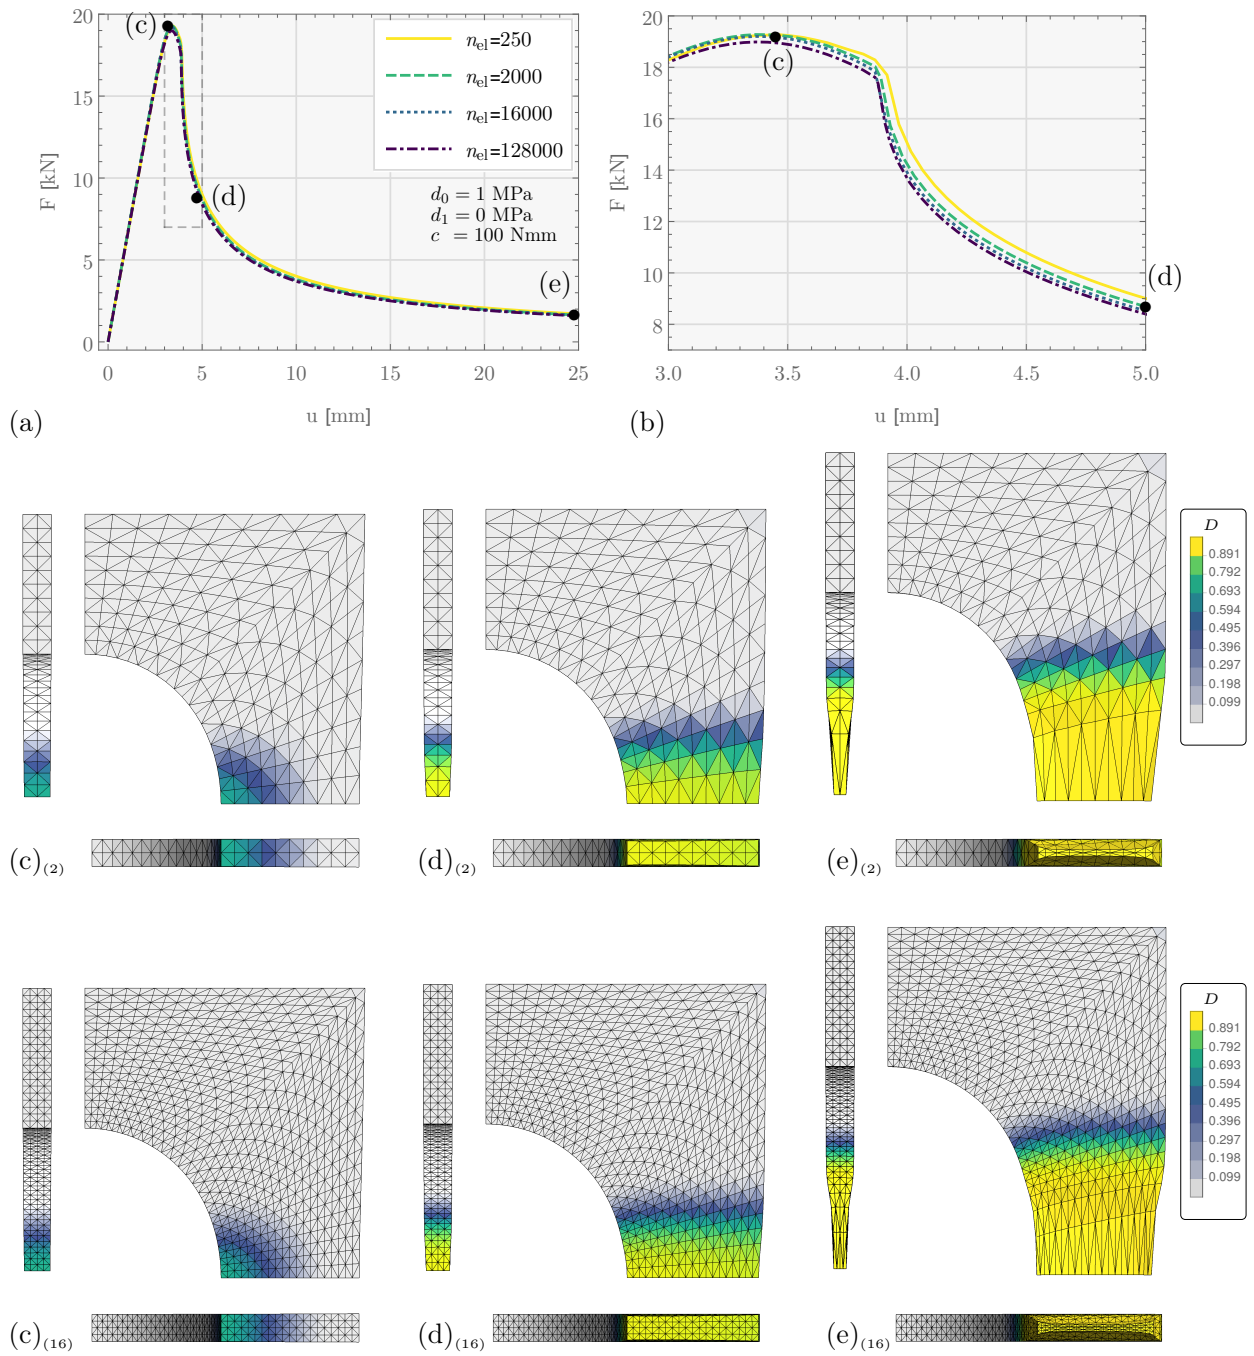 20
15
10
5
0
F [kN]
0 5 10 15 20 25
u [mm]
(a)
(c)
(d)
(e)
n_el=250
n_el=2000
n_el=16000
n_el=128000
d_0 = 1 MPa
d_1 = 0 MPa
c = 100 Nmm
20
18
16
14
12
10
8
F [kN]
3.0 3.5 4.0 4.5 5.0
u [mm]
(b)
(c)
(d)
D
0.891
0.792
0.693
0.594
0.495
0.396
0.297
0.198
0.099
(c)(2)
(d)(2)
(e)(2)
D
0.891
0.792
0.693
0.594
0.495
0.396
0.297
0.198
0.099
(c)(16)
(d)(16)
(e)(16)